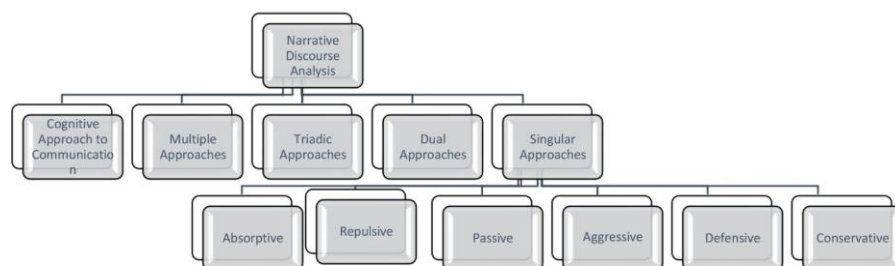 Narrative
Discourse
Analysis
Cognitive
Approach to
Communicatio
n
Multiple
Approaches
Triadic
Approaches
Dual
Approaches
Singular
Approaches
Absorptive
Repulsive
Passive
Aggressive
Defensive
Conservative